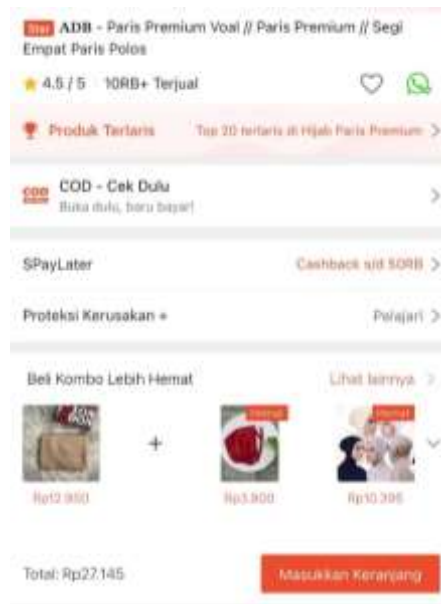 Star ADB - Paris Premium Voal // Paris Premium // Segi
Empat Paris Polos
4.5 / 5 10RB+ Terjual
Produk Terlaris Top 20 terlaris di Hijab Paris Premium >
COD COD - Cek Dulu >
Buka dulu, baru bayar!
SPayLater Cashback s/d 50RB >
Proteksi Kerusakan + Pelajari >
Beli Kombo Lebih Hemat Lihat lainnya >
+ Hemat Hemat
Rp12.950 Rp3.800 Rp10.395
Total: Rp27.145 Masukkan Keranjang